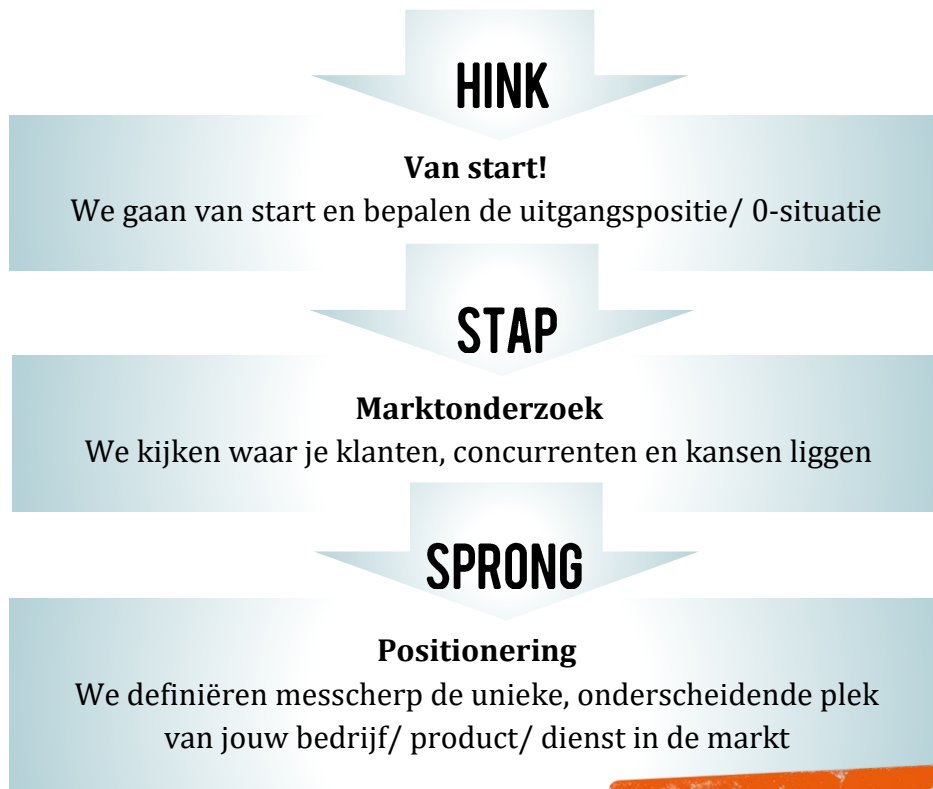 HINK
Van start!
We gaan van start en bepalen de uitgangspositie/ 0-situatie
STAP
Marktonderzoek
We kijken waar je klanten, concurrenten en kansen liggen
SPRONG
Positionering
We definiëren messcherp de unieke, onderscheidende plek
van jouw bedrijf/ product/ dienst in de markt